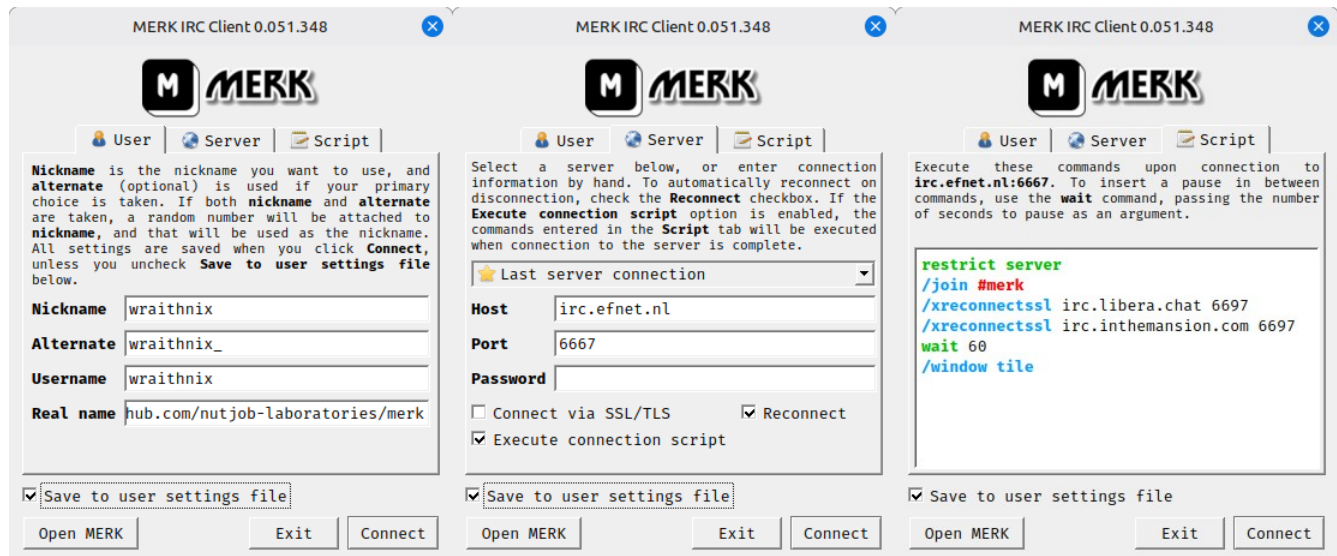 MERK IRC Client 0.051.348
M MERK
User Server Script
Nickname is the nickname you want to use, and
alternate (optional) is used if your primary
choice is taken. If both nickname and alternate
are taken, a random number will be attached to
nickname, and that will be used as the nickname.
All settings are saved when you click Connect,
unless you uncheck Save to user settings file
below.
Nickname wraithnix
Alternate wraithnix_
Username wraithnix
Real name hub.com/nutjob-laboratories/merk
Save to user settings file
Open MERK Exit Connect
MERK IRC Client 0.051.348
M MERK
User Server Script
Select a server below, or enter connection
information by hand. To automatically reconnect on
disconnection, check the Reconnect checkbox. If the
Execute connection script option is enabled, the
commands entered in the Script tab will be executed
when connection to the server is complete.
Last server connection
Host irc.efnet.nl
Port 6667
Password
Connect via SSL/TLS Reconnect
Execute connection script
Save to user settings file
Open MERK Exit Connect
MERK IRC Client 0.051.348
M MERK
User Server Script
Execute these commands upon connection to
irc.efnet.nl:6667. To insert a pause in between
commands, use the wait command, passing the number
of seconds to pause as an argument.
restrict server
/join #merk
/xreconnectssl irc.libera.chat 6697
/xreconnectssl irc.inthemansion.com 6697
wait 60
/window tile
Save to user settings file
Open MERK Exit Connect